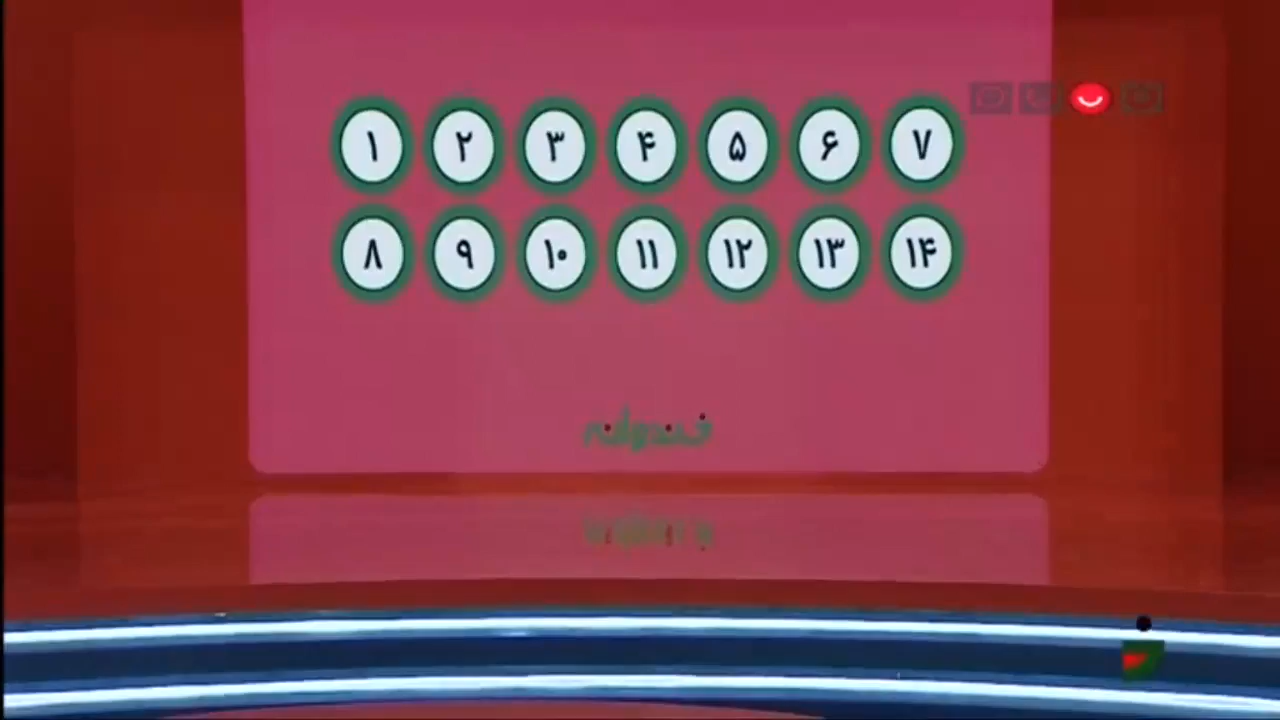 ۱ ۲ ۳ ۴ ۵ ۶ ۷
۸ ۹ ۱۰ ۱۱ ۱۲ ۱۳ ۱۴
خندوانه